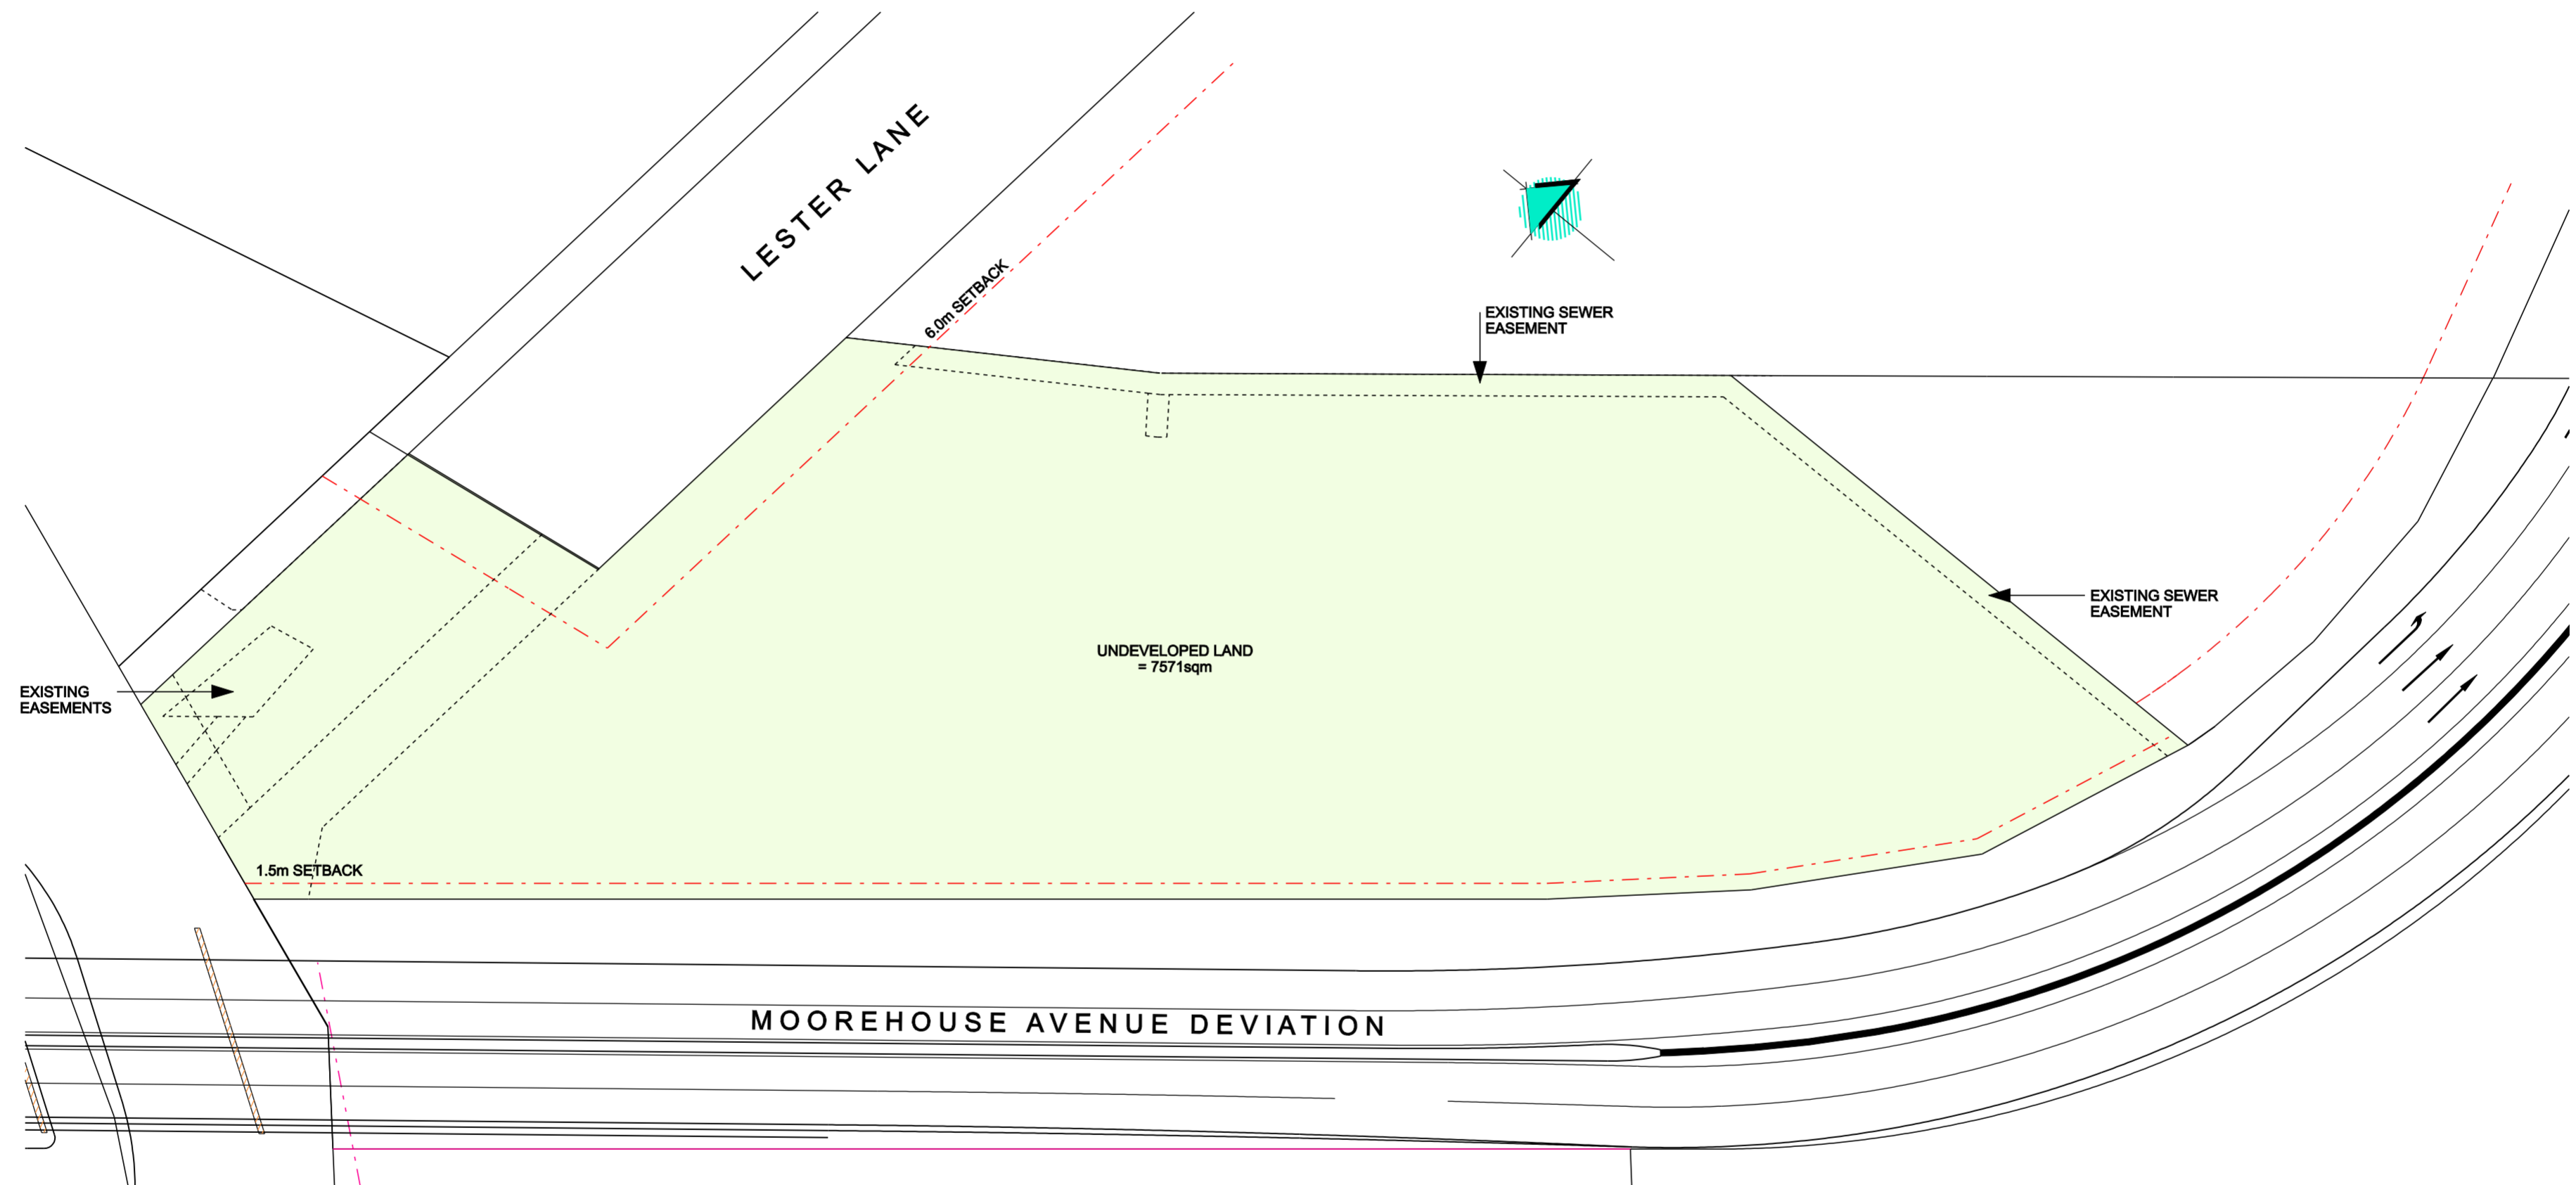 LESTER LANE
6.0m SETBACK
EXISTING SEWER
EASEMENT
EXISTING SEWER
EASEMENT
UNDEVELOPED LAND
= 7571sqm
EXISTING
EASEMENTS
1.5m SETBACK
MOOREHOUSE AVENUE DEVIATION